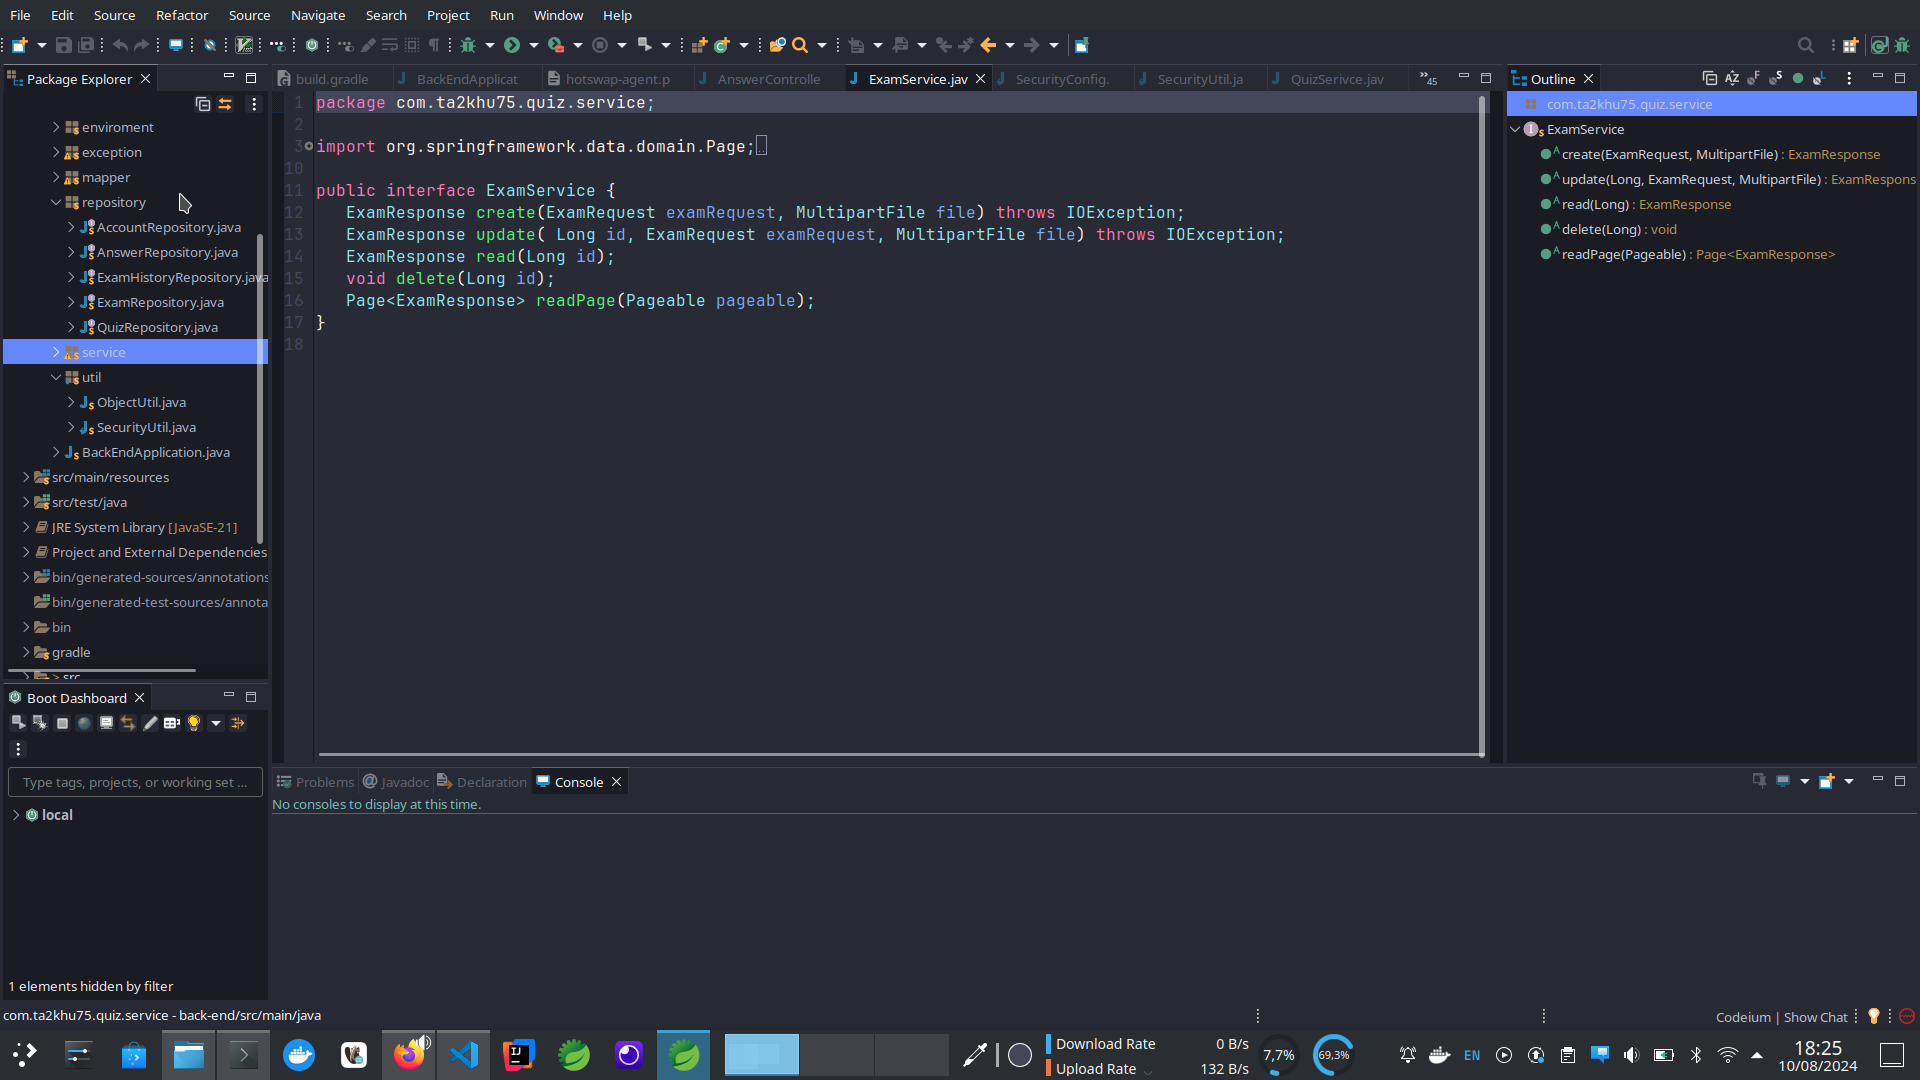 File Edit Source Refactor Source Navigate Search Project Run Window Help
Package Explorer
enviroment
exception
mapper
repository
AccountRepository.java
AnswerRepository.java
ExamHistoryRepository.java
ExamRepository.java
QuizRepository.java
service
util
ObjectUtil.java
SecurityUtil.java
BackEndApplication.java
src/main/resources
src/test/java
JRE System Library [JavaSE-21]
Project and External Dependencies
bin/generated-sources/annotations
bin/generated-test-sources/annota
bin
gradle
> src
Boot Dashboard
Type tags, projects, or working set ...
local
1 elements hidden by filter
build.gradle BackEndApplicat hotswap-agent.p AnswerControlle ExamService.jav SecurityConfig. SecurityUtil.ja QuizSerivce.jav »45
1 package com.ta2khu75.quiz.service;
2
3 import org.springframework.data.domain.Page;
10
11 public interface ExamService {
12 ExamResponse create(ExamRequest examRequest, MultipartFile file) throws IOException;
13 ExamResponse update( Long id, ExamRequest examRequest, MultipartFile file) throws IOException;
14 ExamResponse read(Long id);
15 void delete(Long id);
16 Page<ExamResponse> readPage(Pageable pageable);
17 }
18
Problems Javadoc Declaration Console
No consoles to display at this time.
Outline
com.ta2khu75.quiz.service
ExamService
create(ExamRequest, MultipartFile) : ExamResponse
update(Long, ExamRequest, MultipartFile) : ExamRespons
read(Long) : ExamResponse
delete(Long) : void
readPage(Pageable) : Page<ExamResponse>
com.ta2khu75.quiz.service - back-end/src/main/java
Codeium | Show Chat
Download Rate 0 B/s
Upload Rate 132 B/s
7,7%
69,3%
EN
18:25
10/08/2024